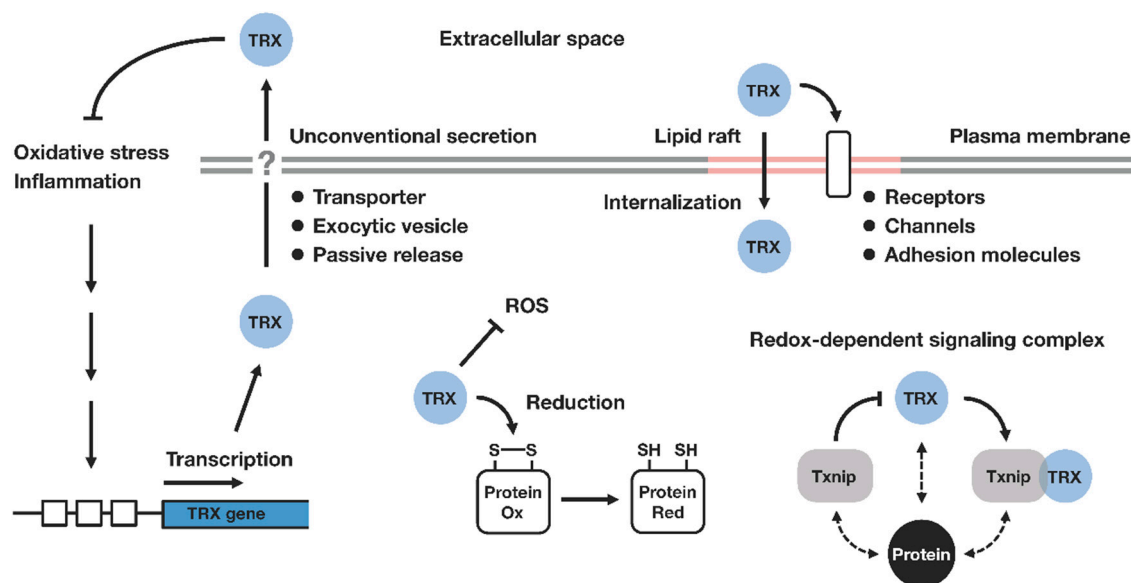 TRX
Extracellular space
TRX
Unconventional secretion
Lipid raft
Plasma membrane
Oxidative stress
Inflammation
?
Transporter
Exocytic vesicle
Passive release
Internalization
TRX
Receptors
Channels
Adhesion molecules
TRX
ROS
TRX
Reduction
S S
Protein
Ox
SH SH
Protein
Red
Transcription
TRX gene
Redox-dependent signaling complex
TRX
Txnip
Txnip
TRX
Protein